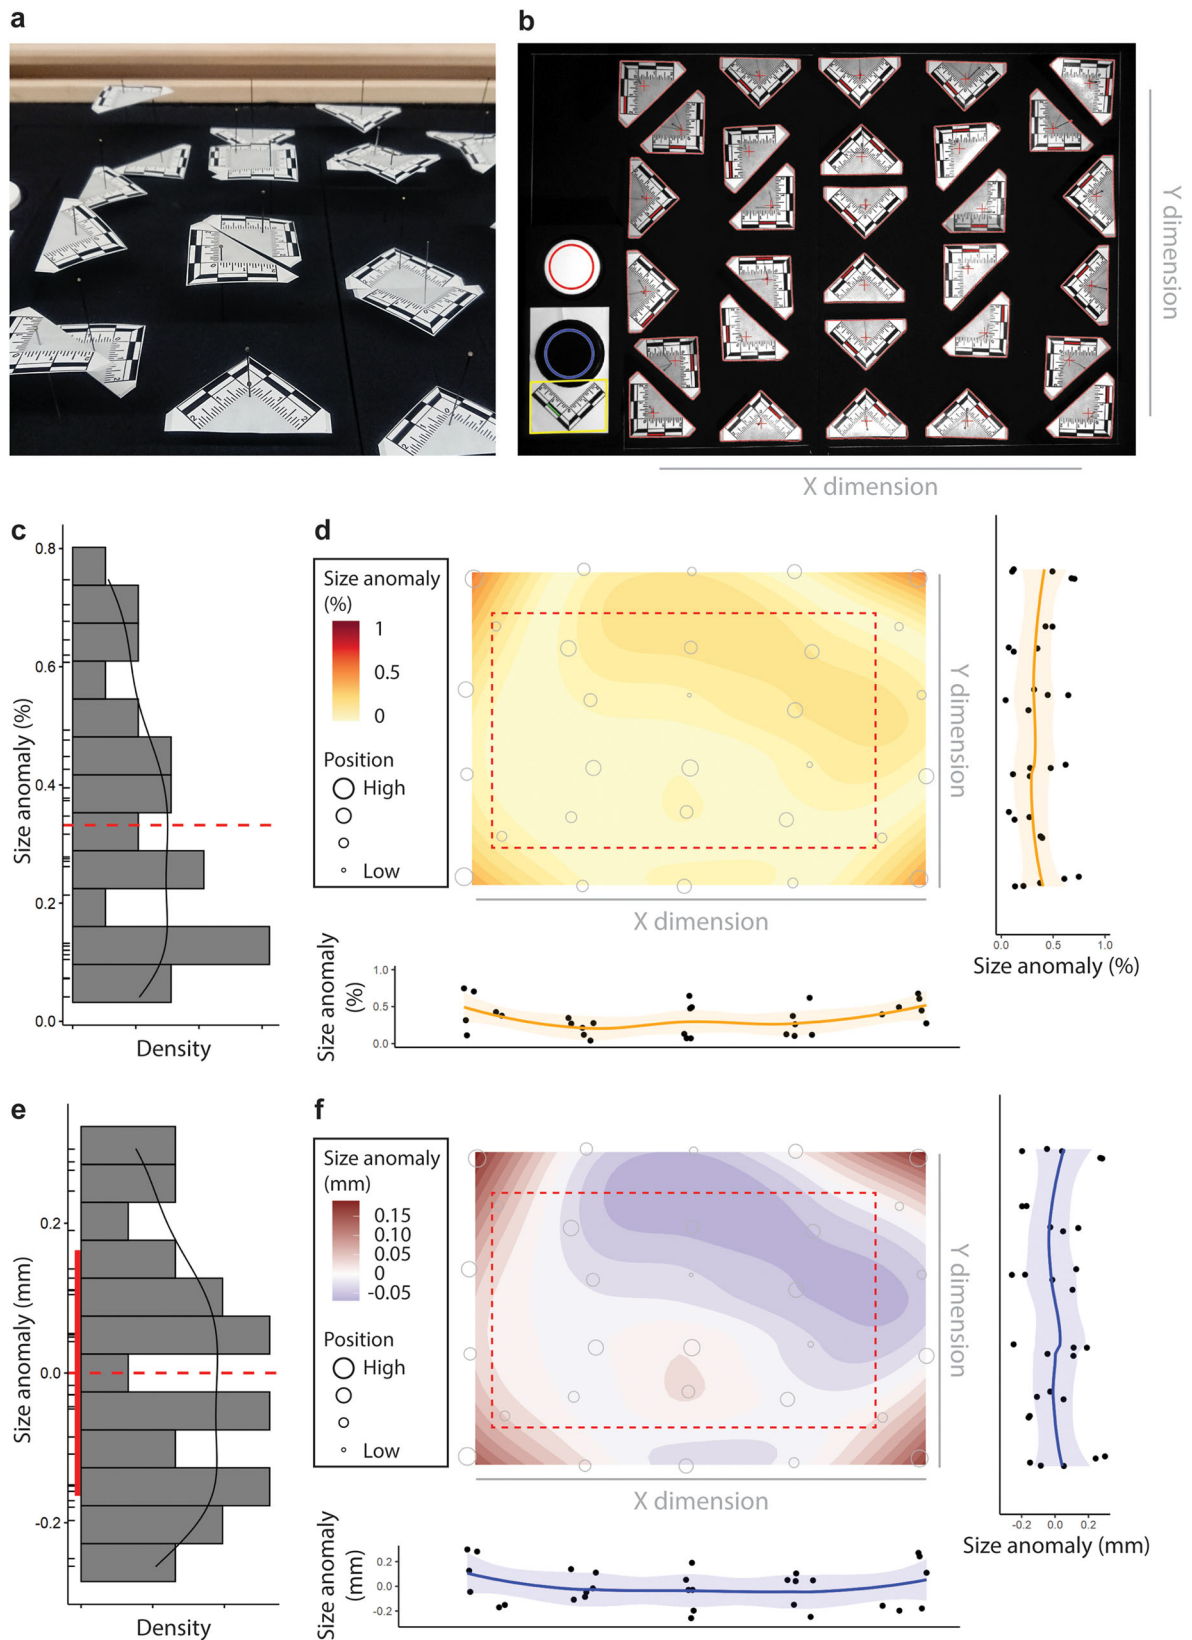 a
b
Y dimension
X dimension
c
0.8
0.6
0.4
0.2
0.0
Size anomaly (%)
Density
d
Size anomaly
(%)
1
0.5
0
Position
High
Low
Y dimension
X dimension
0.0 0.5 1.0
Size anomaly (%)
Size anomaly
(%)
1.0
0.5
0.0
e
0.2
0.0
-0.2
Size anomaly (mm)
Density
f
Size anomaly
(mm)
0.15
0.10
0.05
0
-0.05
Position
High
Low
Y dimension
X dimension
-0.2 0.0 0.2
Size anomaly (mm)
Size anomaly
(mm)
0.2
0.0
-0.2